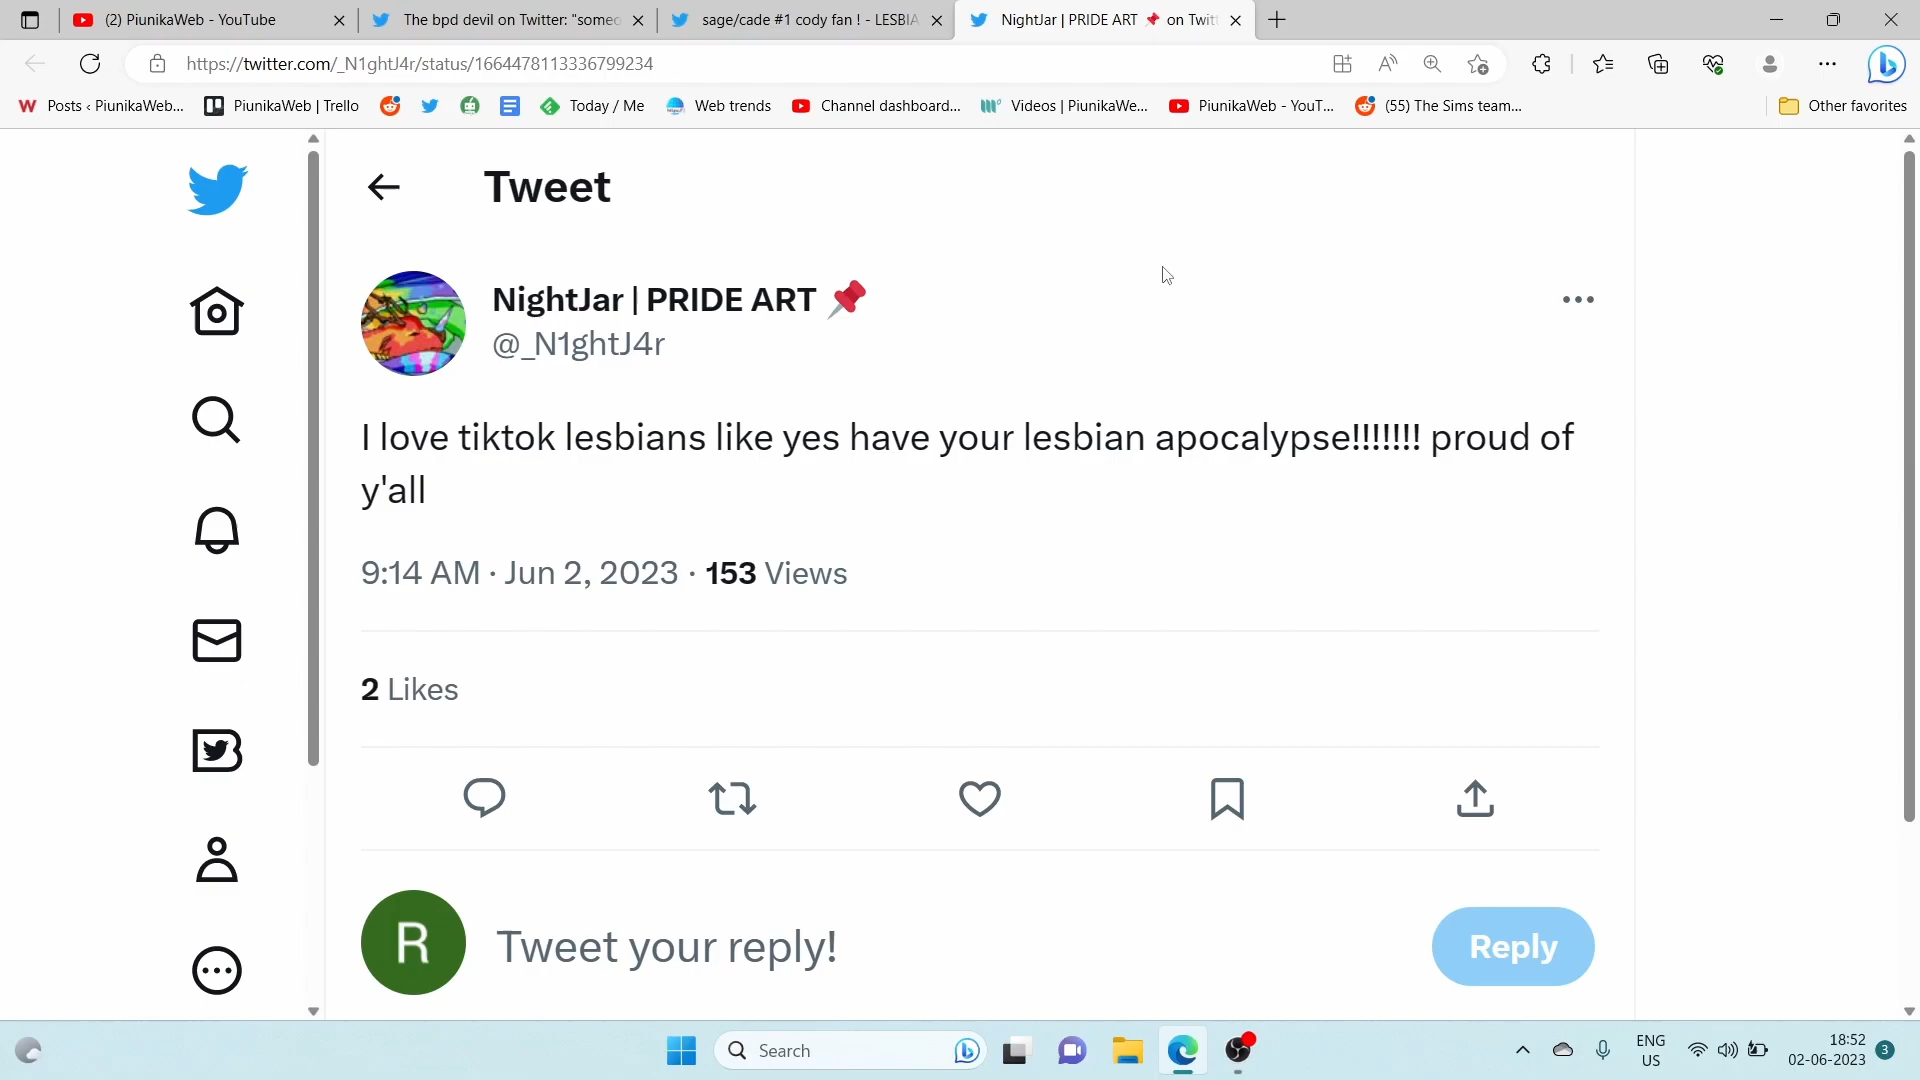 (2) PiunikaWeb - YouTube
The bpd devil on Twitter: "someo
sage/cade #1 cody fan ! - LESBIA
NightJar | PRIDE ART 📌 on Twitt
https://twitter.com/_N1ghtJ4r/status/1664478113336799234
Posts ‹ PiunikaWeb...
PiunikaWeb | Trello
Today / Me
Web trends
Channel dashboard...
Videos | PiunikaWe...
PiunikaWeb - YouT...
(55) The Sims team...
Other favorites
Tweet
NightJar | PRIDE ART 📌
@_N1ghtJ4r
I love tiktok lesbians like yes have your lesbian apocalypse!!!!!!! proud of
y'all
9:14 AM · Jun 2, 2023 · 153 Views
2 Likes
R
Tweet your reply!
Reply
Search
ENG
US
18:52
02-06-2023
3